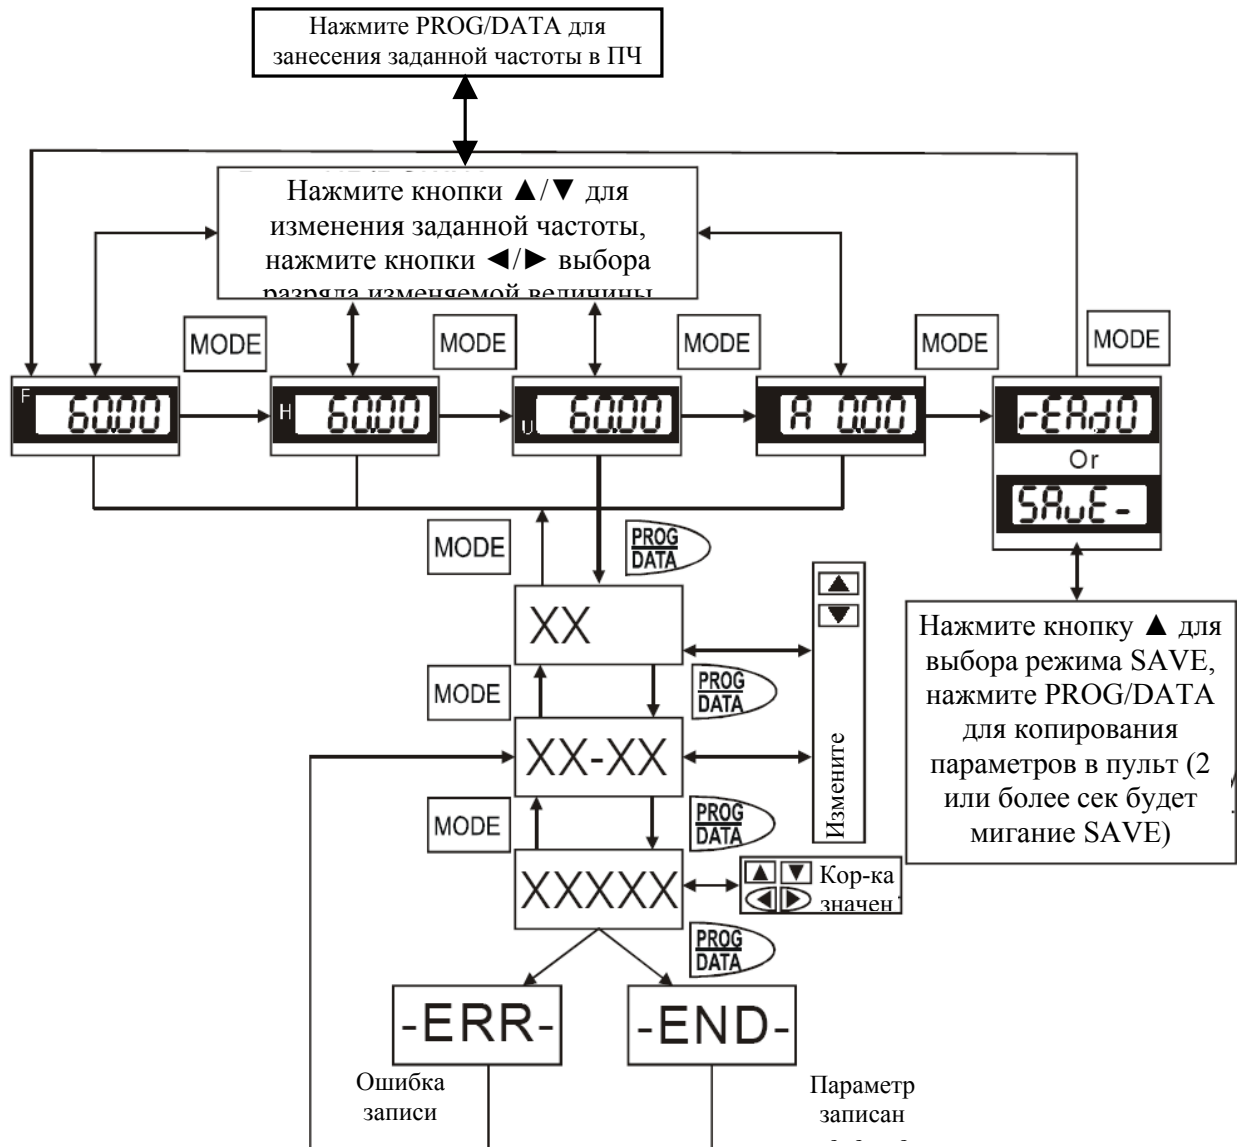 Нажмите PROG/DATA для
занесения заданной частоты в ПЧ
Нажмите кнопки ▲/▼ для
изменения заданной частоты,
нажмите кнопки ◄/► выбора
разряда изменяемой величины
MODE
MODE
MODE
MODE
MODE
F 60.00
H 60.00
U 60.00
A 0.00
rEAd0
Or
SAvE-
MODE
PROG
DATA
XX
MODE
PROG
DATA
XX-XX
MODE
PROG
DATA
XXXXX
▲
▼
Измените
▲ ▼ Кор-ка
◄ ► значен
PROG
DATA
Нажмите кнопку ▲ для
выбора режима SAVE,
нажмите PROG/DATA
для копирования
параметров в пульт (2
или более сек будет
мигание SAVE)
-ERR-
-END-
Ошибка
записи
Параметр
записан